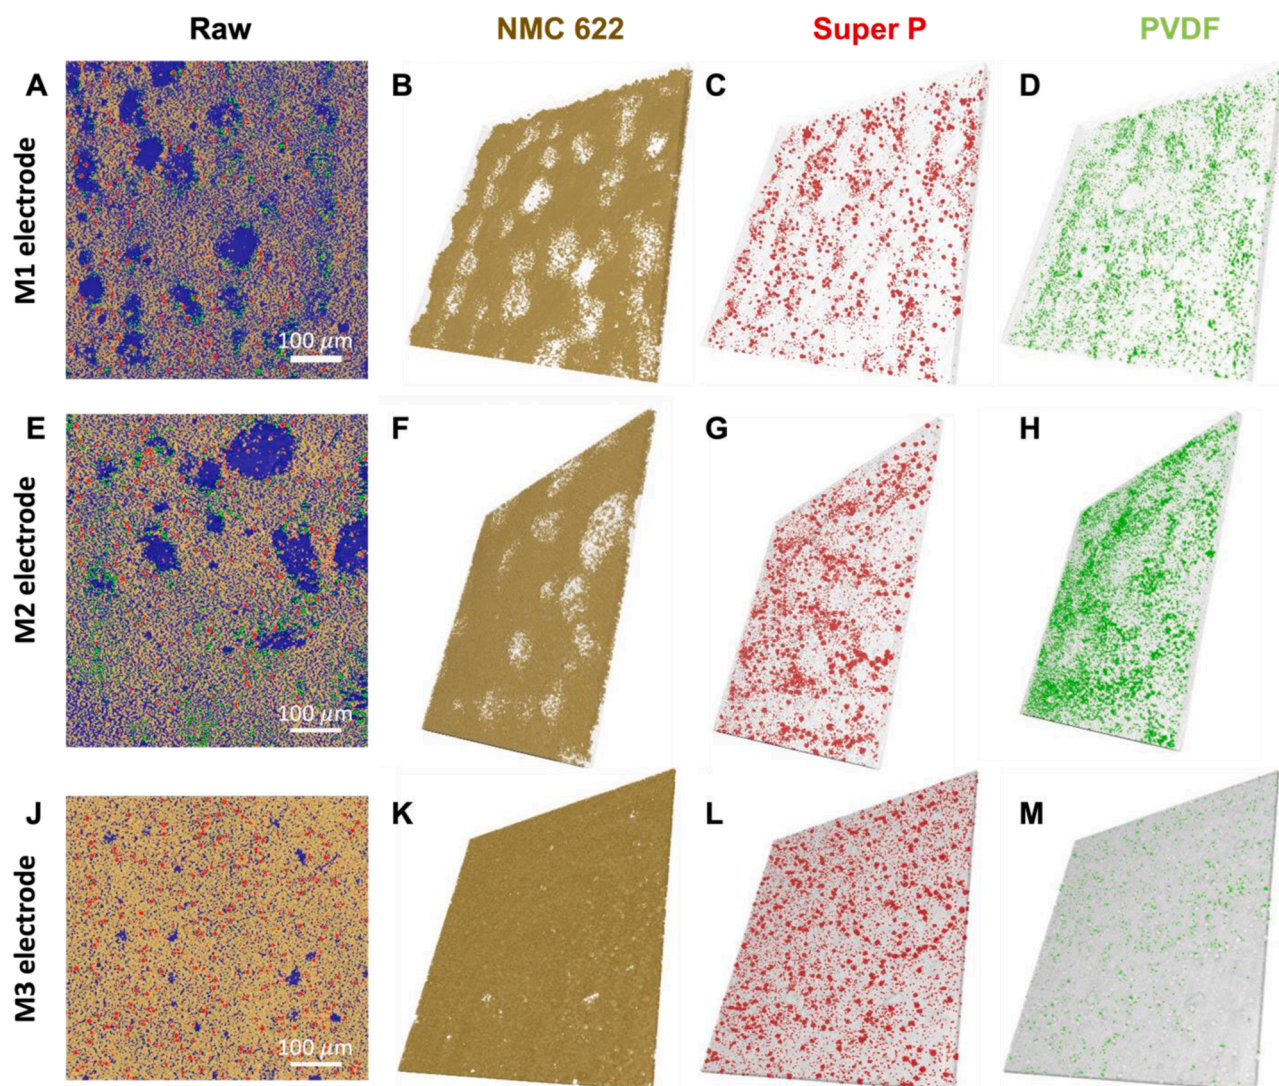 Raw NMC 622 Super P PVDF
M1 electrode
A B C D
100 μm
M2 electrode
E F G H
100 μm
M3 electrode
J K L M
100 μm